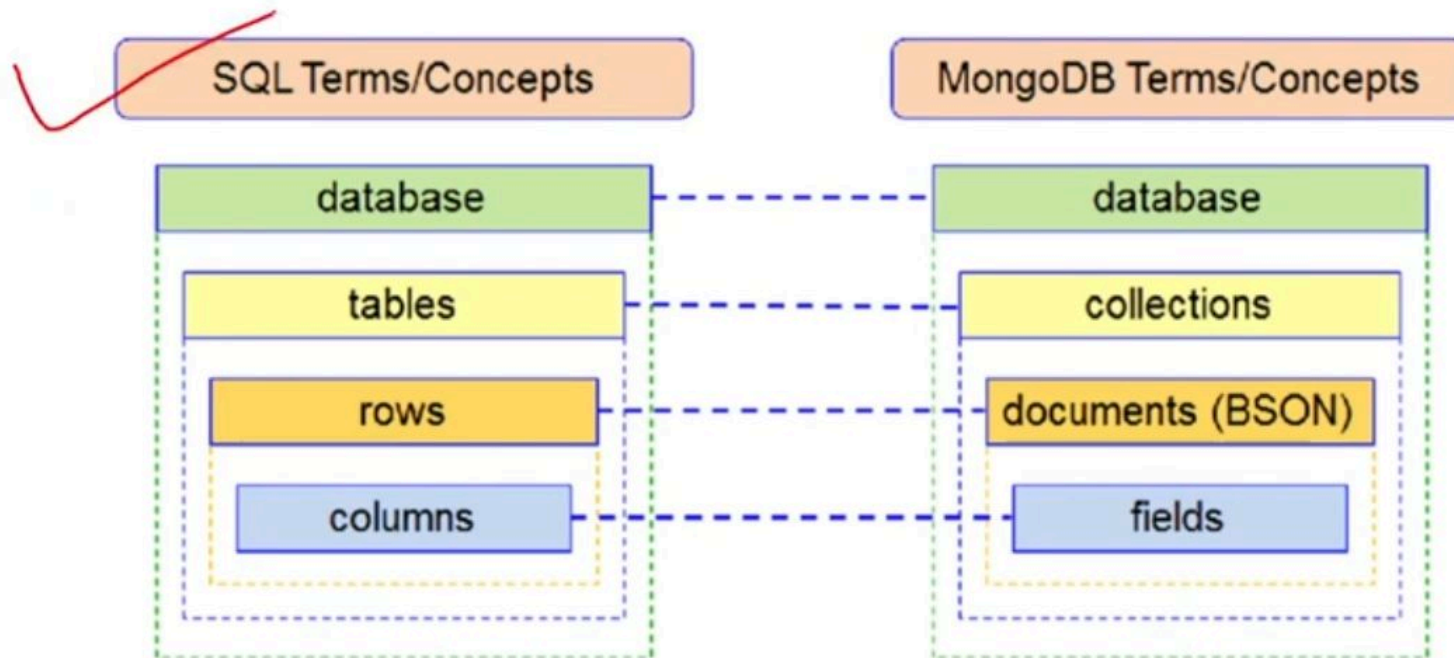 SQL Terms/Concepts
MongoDB Terms/Concepts
database
database
tables
collections
rows
documents (BSON)
columns
fields